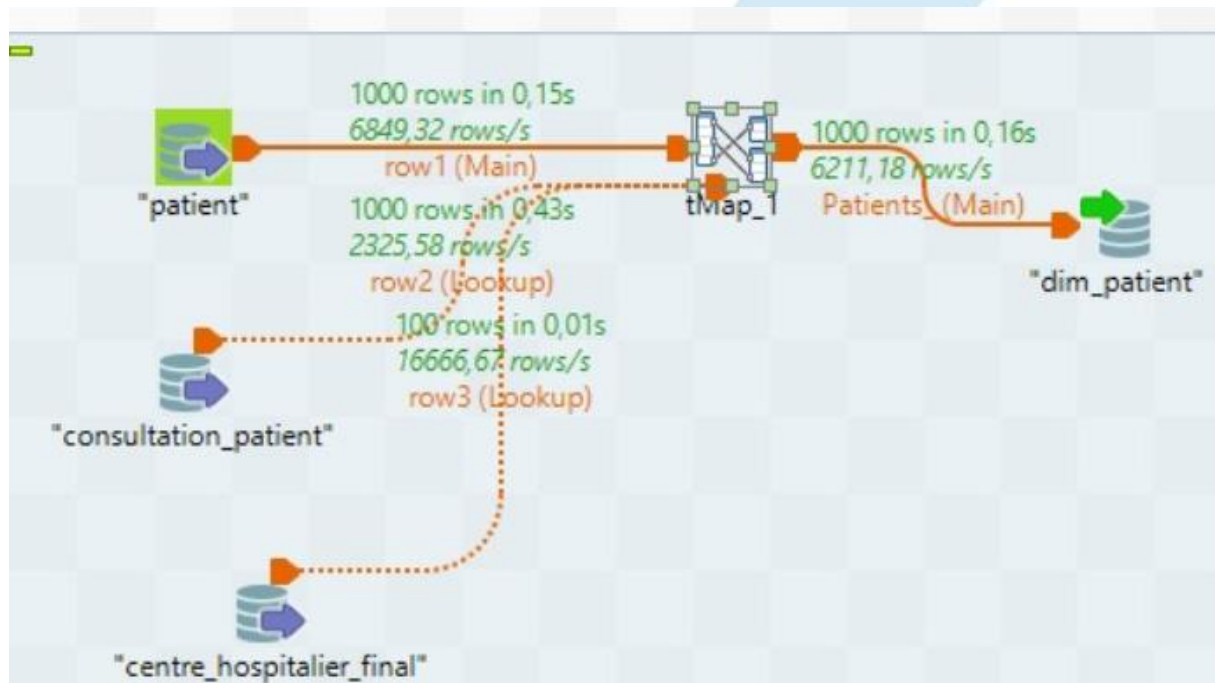 1000 rows in 0,15s
6849,32 rows/s
row1 (Main)
"patient"
tMap_1
1000 rows in 0,16s
6211,18 rows/s
Patients_ (Main)
"dim_patient"
1000 rows in 0,43s
2325,58 rows/s
row2 (Lookup)
100 rows in 0,01s
16666,67 rows/s
row3 (Lookup)
"consultation_patient"
"centre_hospitalier_final"